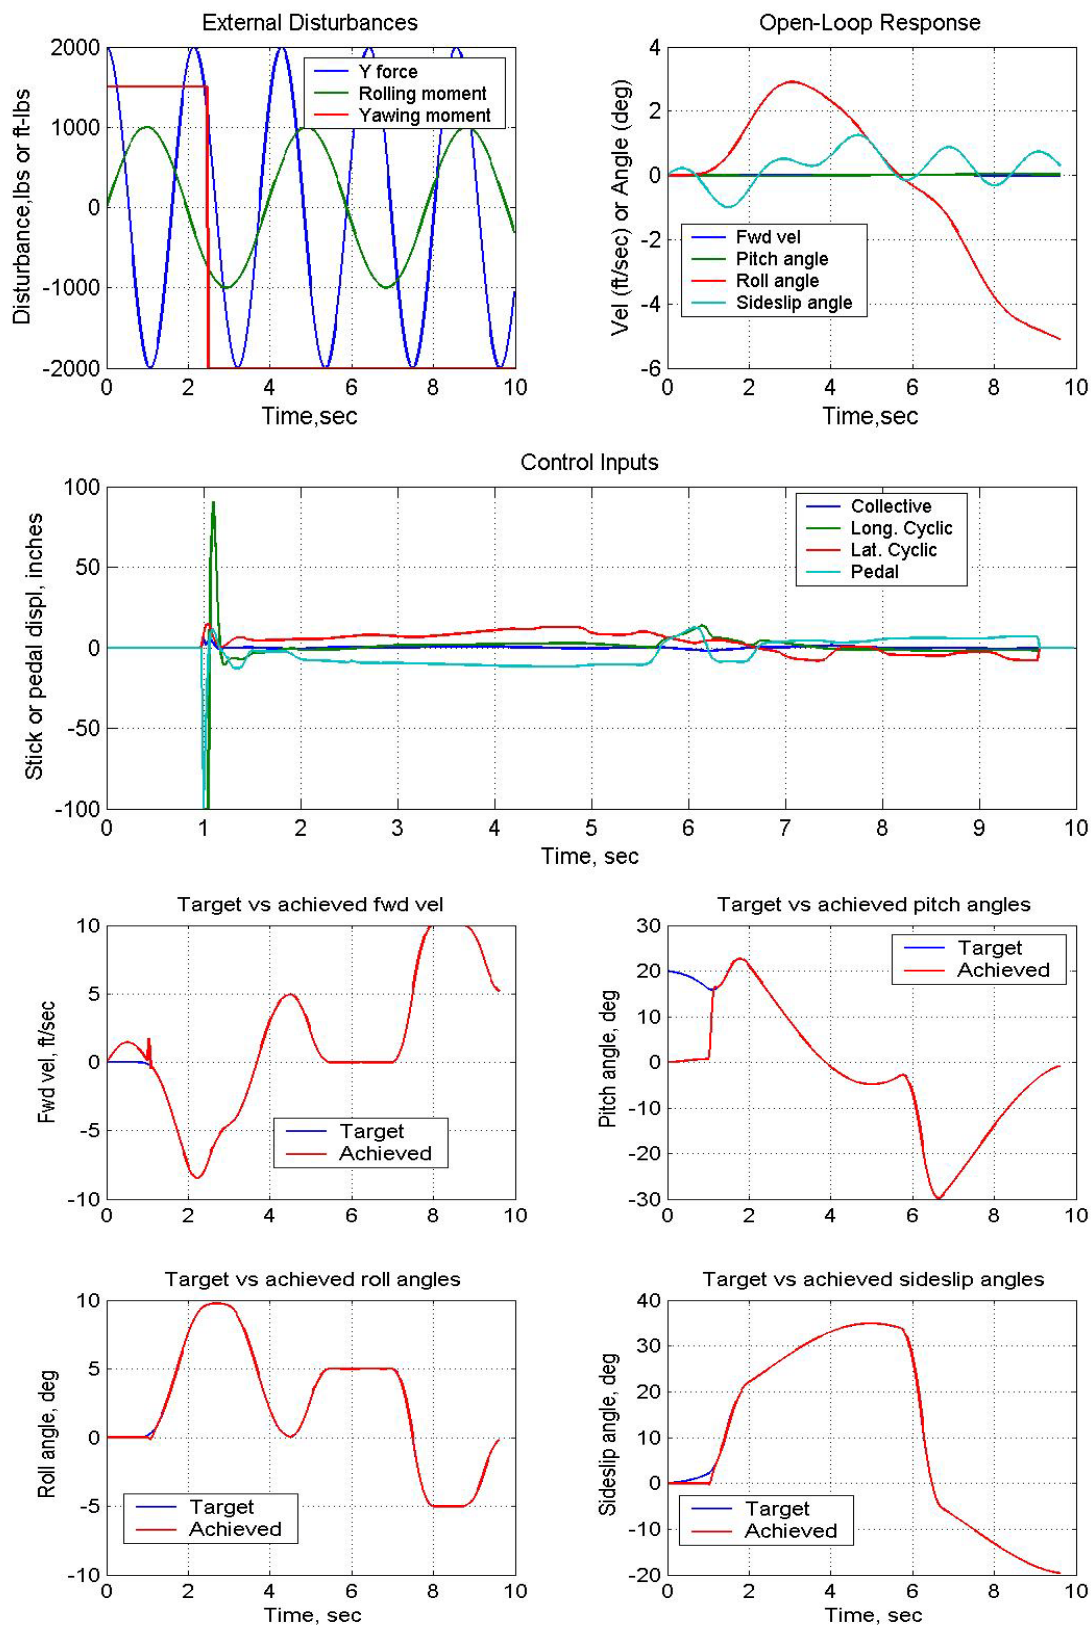 External Disturbances
Open-Loop Response
Disturbance,lbs or ft-lbs
2000
1000
0
-1000
-2000
Y force
Rolling moment
Yawing moment
0 2 4 6 8 10
Time,sec
Vel (ft/sec) or Angle (deg)
4
2
0
-2
-4
-6
Fwd vel
Pitch angle
Roll angle
Sideslip angle
0 2 4 6 8 10
Time,sec
Control Inputs
Stick or pedal displ, inches
100
50
0
-50
-100
Collective
Long. Cyclic
Lat. Cyclic
Pedal
0 1 2 3 4 5 6 7 8 9 10
Time, sec
Target vs achieved fwd vel
Fwd vel, ft/sec
10
5
0
-5
-10
Target
Achieved
0 2 4 6 8 10
Target vs achieved pitch angles
Pitch angle, deg
30
20
10
0
-10
-20
-30
Target
Achieved
0 2 4 6 8 10
Target vs achieved roll angles
Roll angle, deg
10
5
0
-5
-10
Target
Achieved
0 2 4 6 8 10
Time, sec
Target vs achieved sideslip angles
Sideslip angle, deg
40
30
20
10
0
-10
-20
Target
Achieved
0 2 4 6 8 10
Time, sec